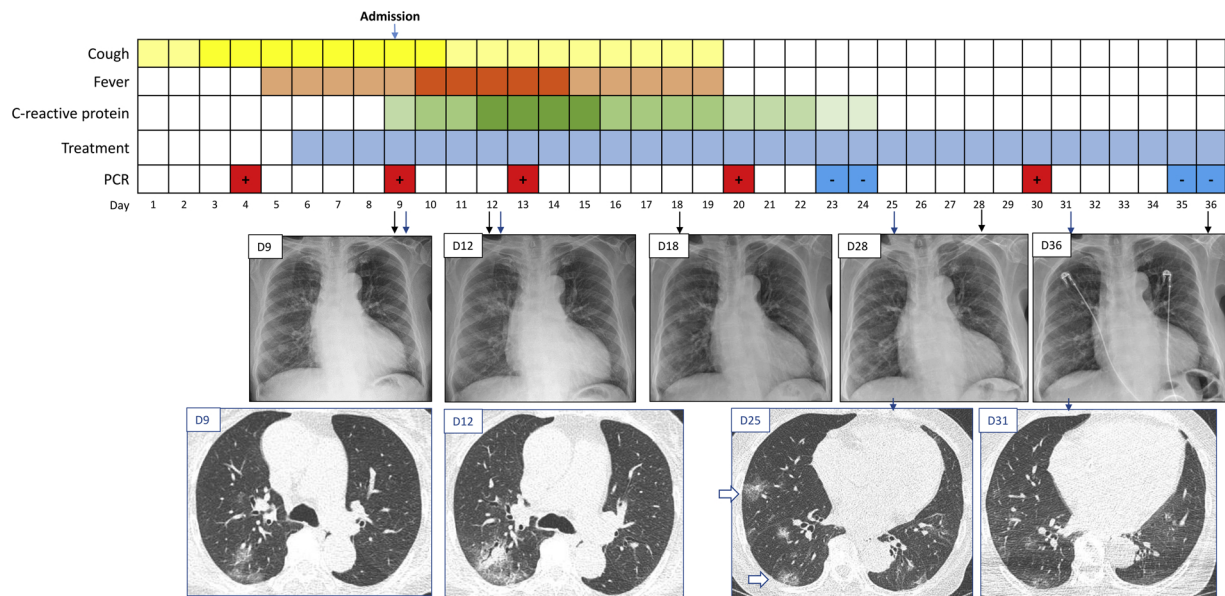 Admission
Cough
Fever
C-reactive protein
Treatment
PCR + + + + - - + - -
Day 1 2 3 4 5 6 7 8 9 10 11 12 13 14 15 16 17 18 19 20 21 22 23 24 25 26 27 28 29 30 31 32 33 34 35 36
D9 D12 D18 D28 D36
D9 D12 D25 D31